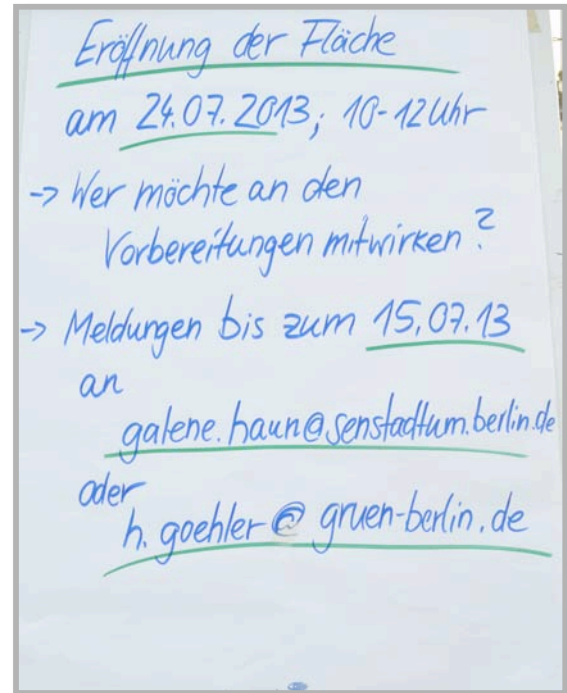 Eröffnung der Fläche
am 24.07.2013; 10-12 Uhr
-> Wer möchte an den
Vorbereitungen mitwirken?
-> Meldungen bis zum 15.07.13
an
galene.haun@senstadtum.berlin.de
oder
h.goehler@gruen-berlin.de